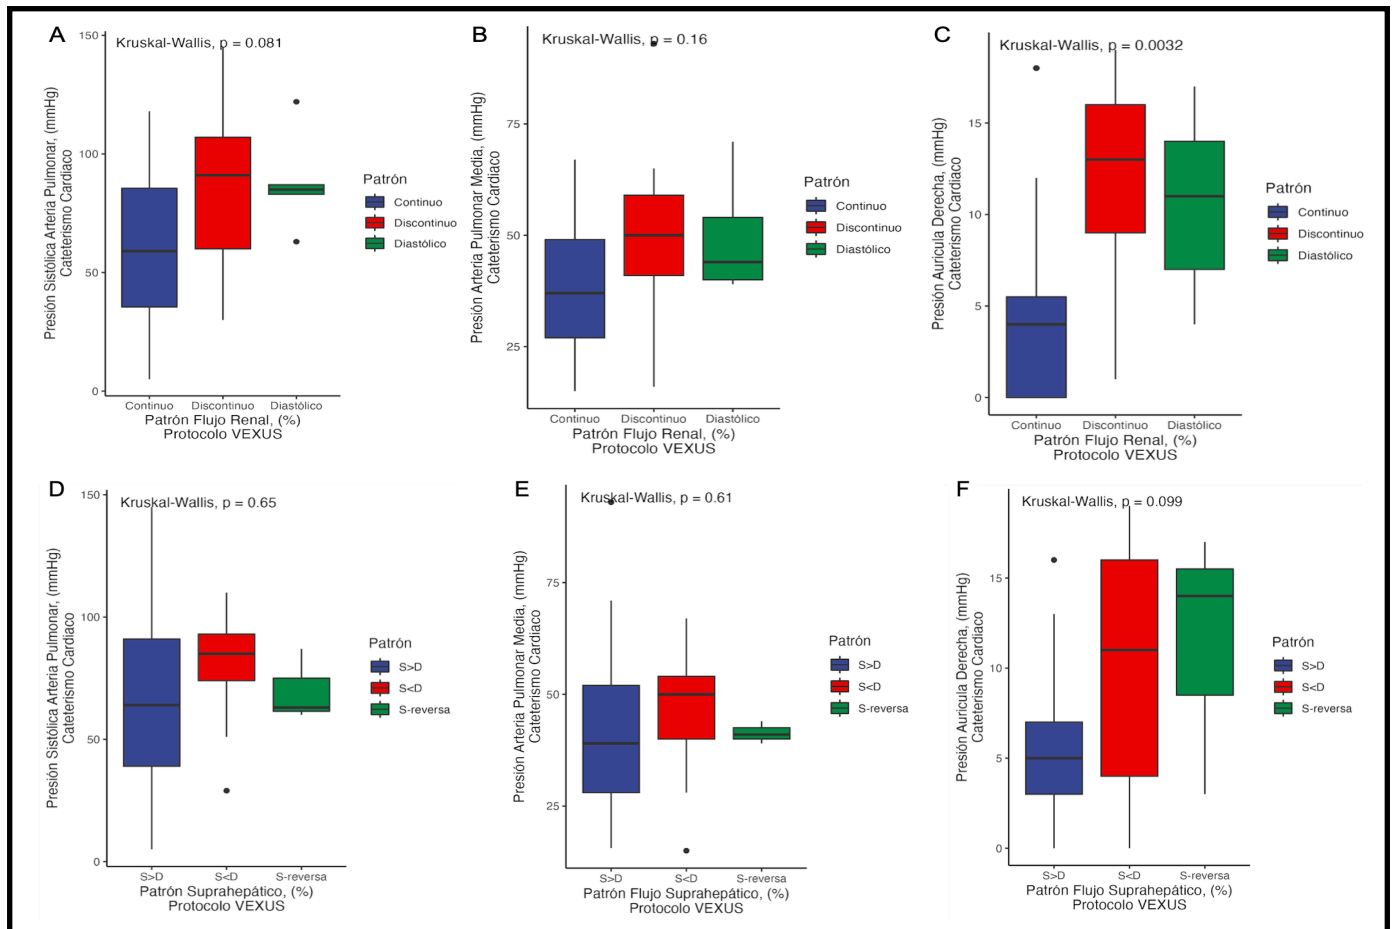 A
Kruskal-Wallis, p = 0.081
Presión Sistólica Arteria Pulmonar, (mmHg)
Cateterismo Cardiaco
150
100
50
0
Continuo Discontinuo Diastólico
Patrón Flujo Renal, (%)
Protocolo VEXUS
Patrón
Continuo
Discontinuo
Diastólico
B
Kruskal-Wallis, p = 0.16
Presión Arteria Pulmonar Media, (mmHg)
Cateterismo Cardiaco
75
50
25
Continuo Discontinuo Diastólico
Patrón Flujo Renal, (%)
Protocolo VEXUS
Patrón
Continuo
Discontinuo
Diastólico
C
Kruskal-Wallis, p = 0.0032
Presión Auricula Derecha, (mmHg)
Cateterismo Cardiaco
15
10
5
0
Continuo Discontinuo Diastólico
Patrón Flujo Renal, (%)
Protocolo VEXUS
Patrón
Continuo
Discontinuo
Diastólico
D
Kruskal-Wallis, p = 0.65
Presión Sistólica Arteria Pulmonar, (mmHg)
Cateterismo Cardiaco
150
100
50
0
S>D S<D S-reversa
Patrón Suprahepático, (%)
Protocolo VEXUS
Patrón
S>D
S<D
S-reversa
E
Kruskal-Wallis, p = 0.61
Presión Arteria Pulmonar Media, (mmHg)
Cateterismo Cardiaco
75
50
25
S>D S<D S-reversa
Patrón Flujo Suprahepático, (%)
Protocolo VEXUS
Patrón
S>D
S<D
S-reversa
F
Kruskal-Wallis, p = 0.099
Presión Auricula Derecha, (mmHg)
Cateterismo Cardiaco
15
10
5
0
S>D S<D S-reversa
Patrón Flujo Suprahepático, (%)
Protocolo VEXUS
Patrón
S>D
S<D
S-reversa